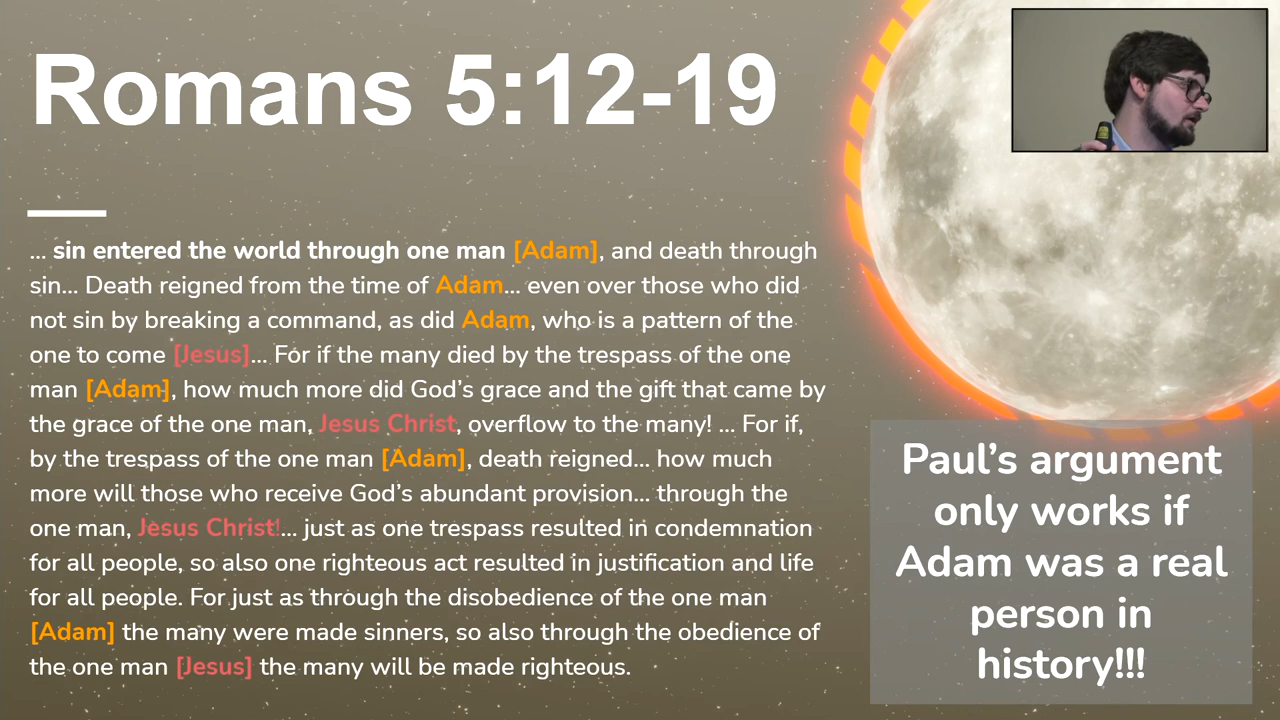 Romans 5:12-19
... sin entered the world through one man [Adam], and death through
sin... Death reigned from the time of Adam... even over those who did
not sin by breaking a command, as did Adam, who is a pattern of the
one to come [Jesus]... For if the many died by the trespass of the one
man [Adam], how much more did God’s grace and the gift that came by
the grace of the one man, Jesus Christ, overflow to the many! ... For if,
by the trespass of the one man [Adam], death reigned... how much
more will those who receive God’s abundant provision... through the
one man, Jesus Christ!... just as one trespass resulted in condemnation
for all people, so also one righteous act resulted in justification and life
for all people. For just as through the disobedience of the one man
[Adam] the many were made sinners, so also through the obedience of
the one man [Jesus] the many will be made righteous.
Paul’s argument
only works if
Adam was a real
person in
history!!!